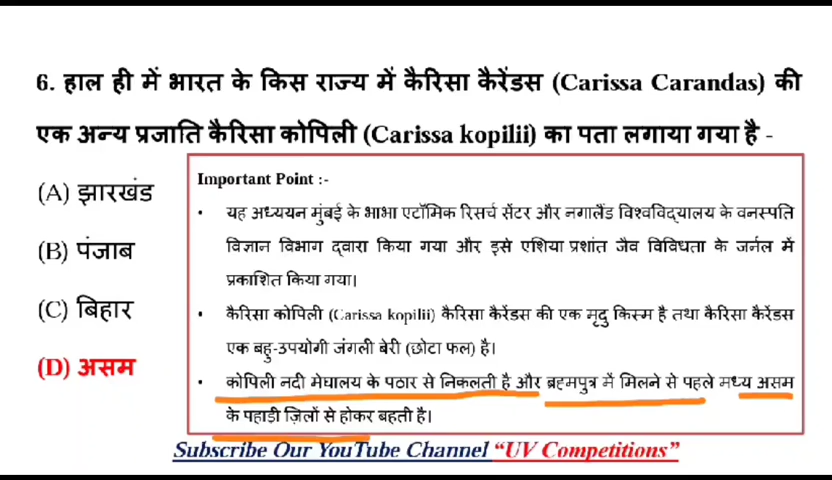 6. हाल ही में भारत के किस राज्य में कैरिसा कैरेंडस (Carissa Carandas) की
एक अन्य प्रजाति कैरिसा कोपिली (Carissa kopilii) का पता लगाया गया है -
(A) झारखंड
(B) पंजाब
(C) बिहार
(D) असम
Important Point :-
• यह अध्ययन मुंबई के भाभा एटॉमिक रिसर्च सेंटर और नगालैंड विश्वविद्यालय के वनस्पति
विज्ञान विभाग द्वारा किया गया और इसे एशिया प्रशांत जैव विविधता के जर्नल में
प्रकाशित किया गया।
• कैरिसा कोपिली (Carissa kopilii) कैरिसा कैरेंडस की एक मृदु किस्म है तथा कैरिसा कैरेंडस
एक बहु-उपयोगी जंगली बेरी (छोटा फल) है।
• कोपिली नदी मेघालय के पठार से निकलती है और ब्रह्मपुत्र में मिलने से पहले मध्य असम
के पहाडी ज़िलों से होकर बहती है।
Subscribe Our YouTube Channel “UV Competitions”